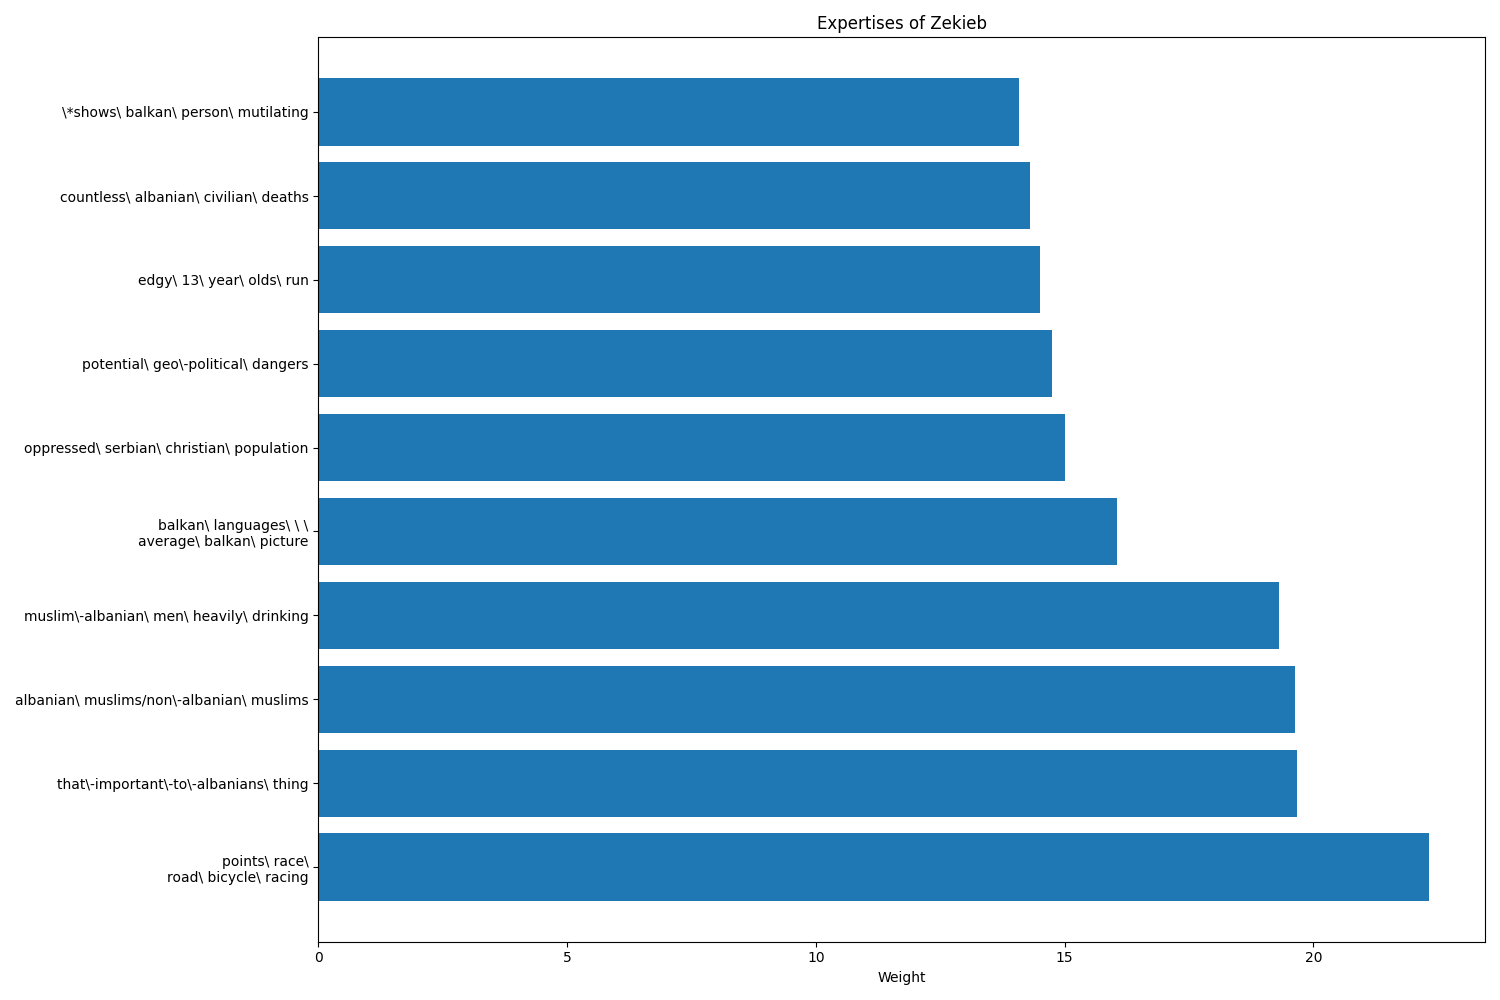 Expertises of Zekieb
\*shows\ balkan\ person\ mutilating
countless\ albanian\ civilian\ deaths
edgy\ 13\ year\ olds\ run
potential\ geo\-political\ dangers
oppressed\ serbian\ christian\ population
balkan\ languages\ \ \
average\ balkan\ picture
muslim\-albanian\ men\ heavily\ drinking
albanian\ muslims/non\-albanian\ muslims
that\-important\-to\-albanians\ thing
points\ race\
road\ bicycle\ racing
0 5 10 15 20
Weight